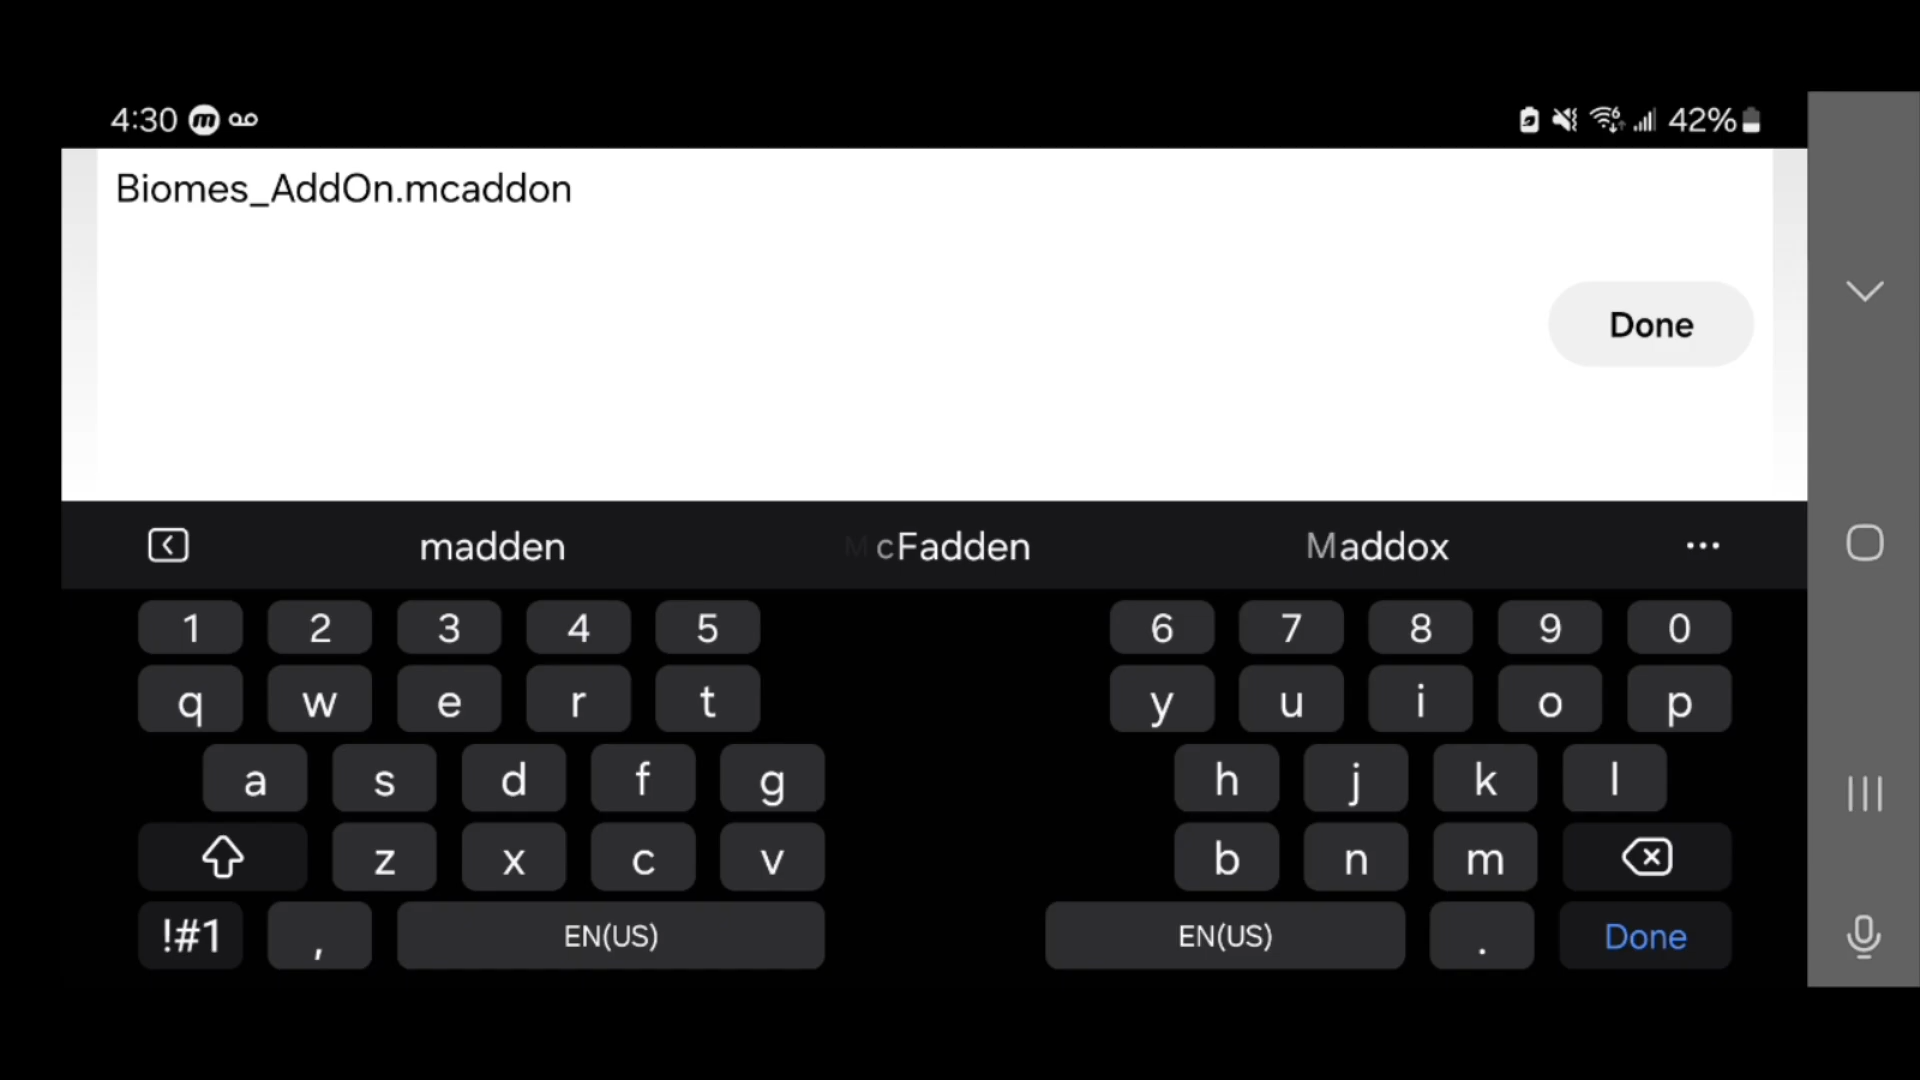 4:30
42%
Biomes_AddOn.mcaddon
Done
madden
McFadden
Maddox
1 2 3 4 5 6 7 8 9 0
q w e r t y u i o p
a s d f g h j k l
z x c v b n m
!#1 , EN(US) EN(US) . Done